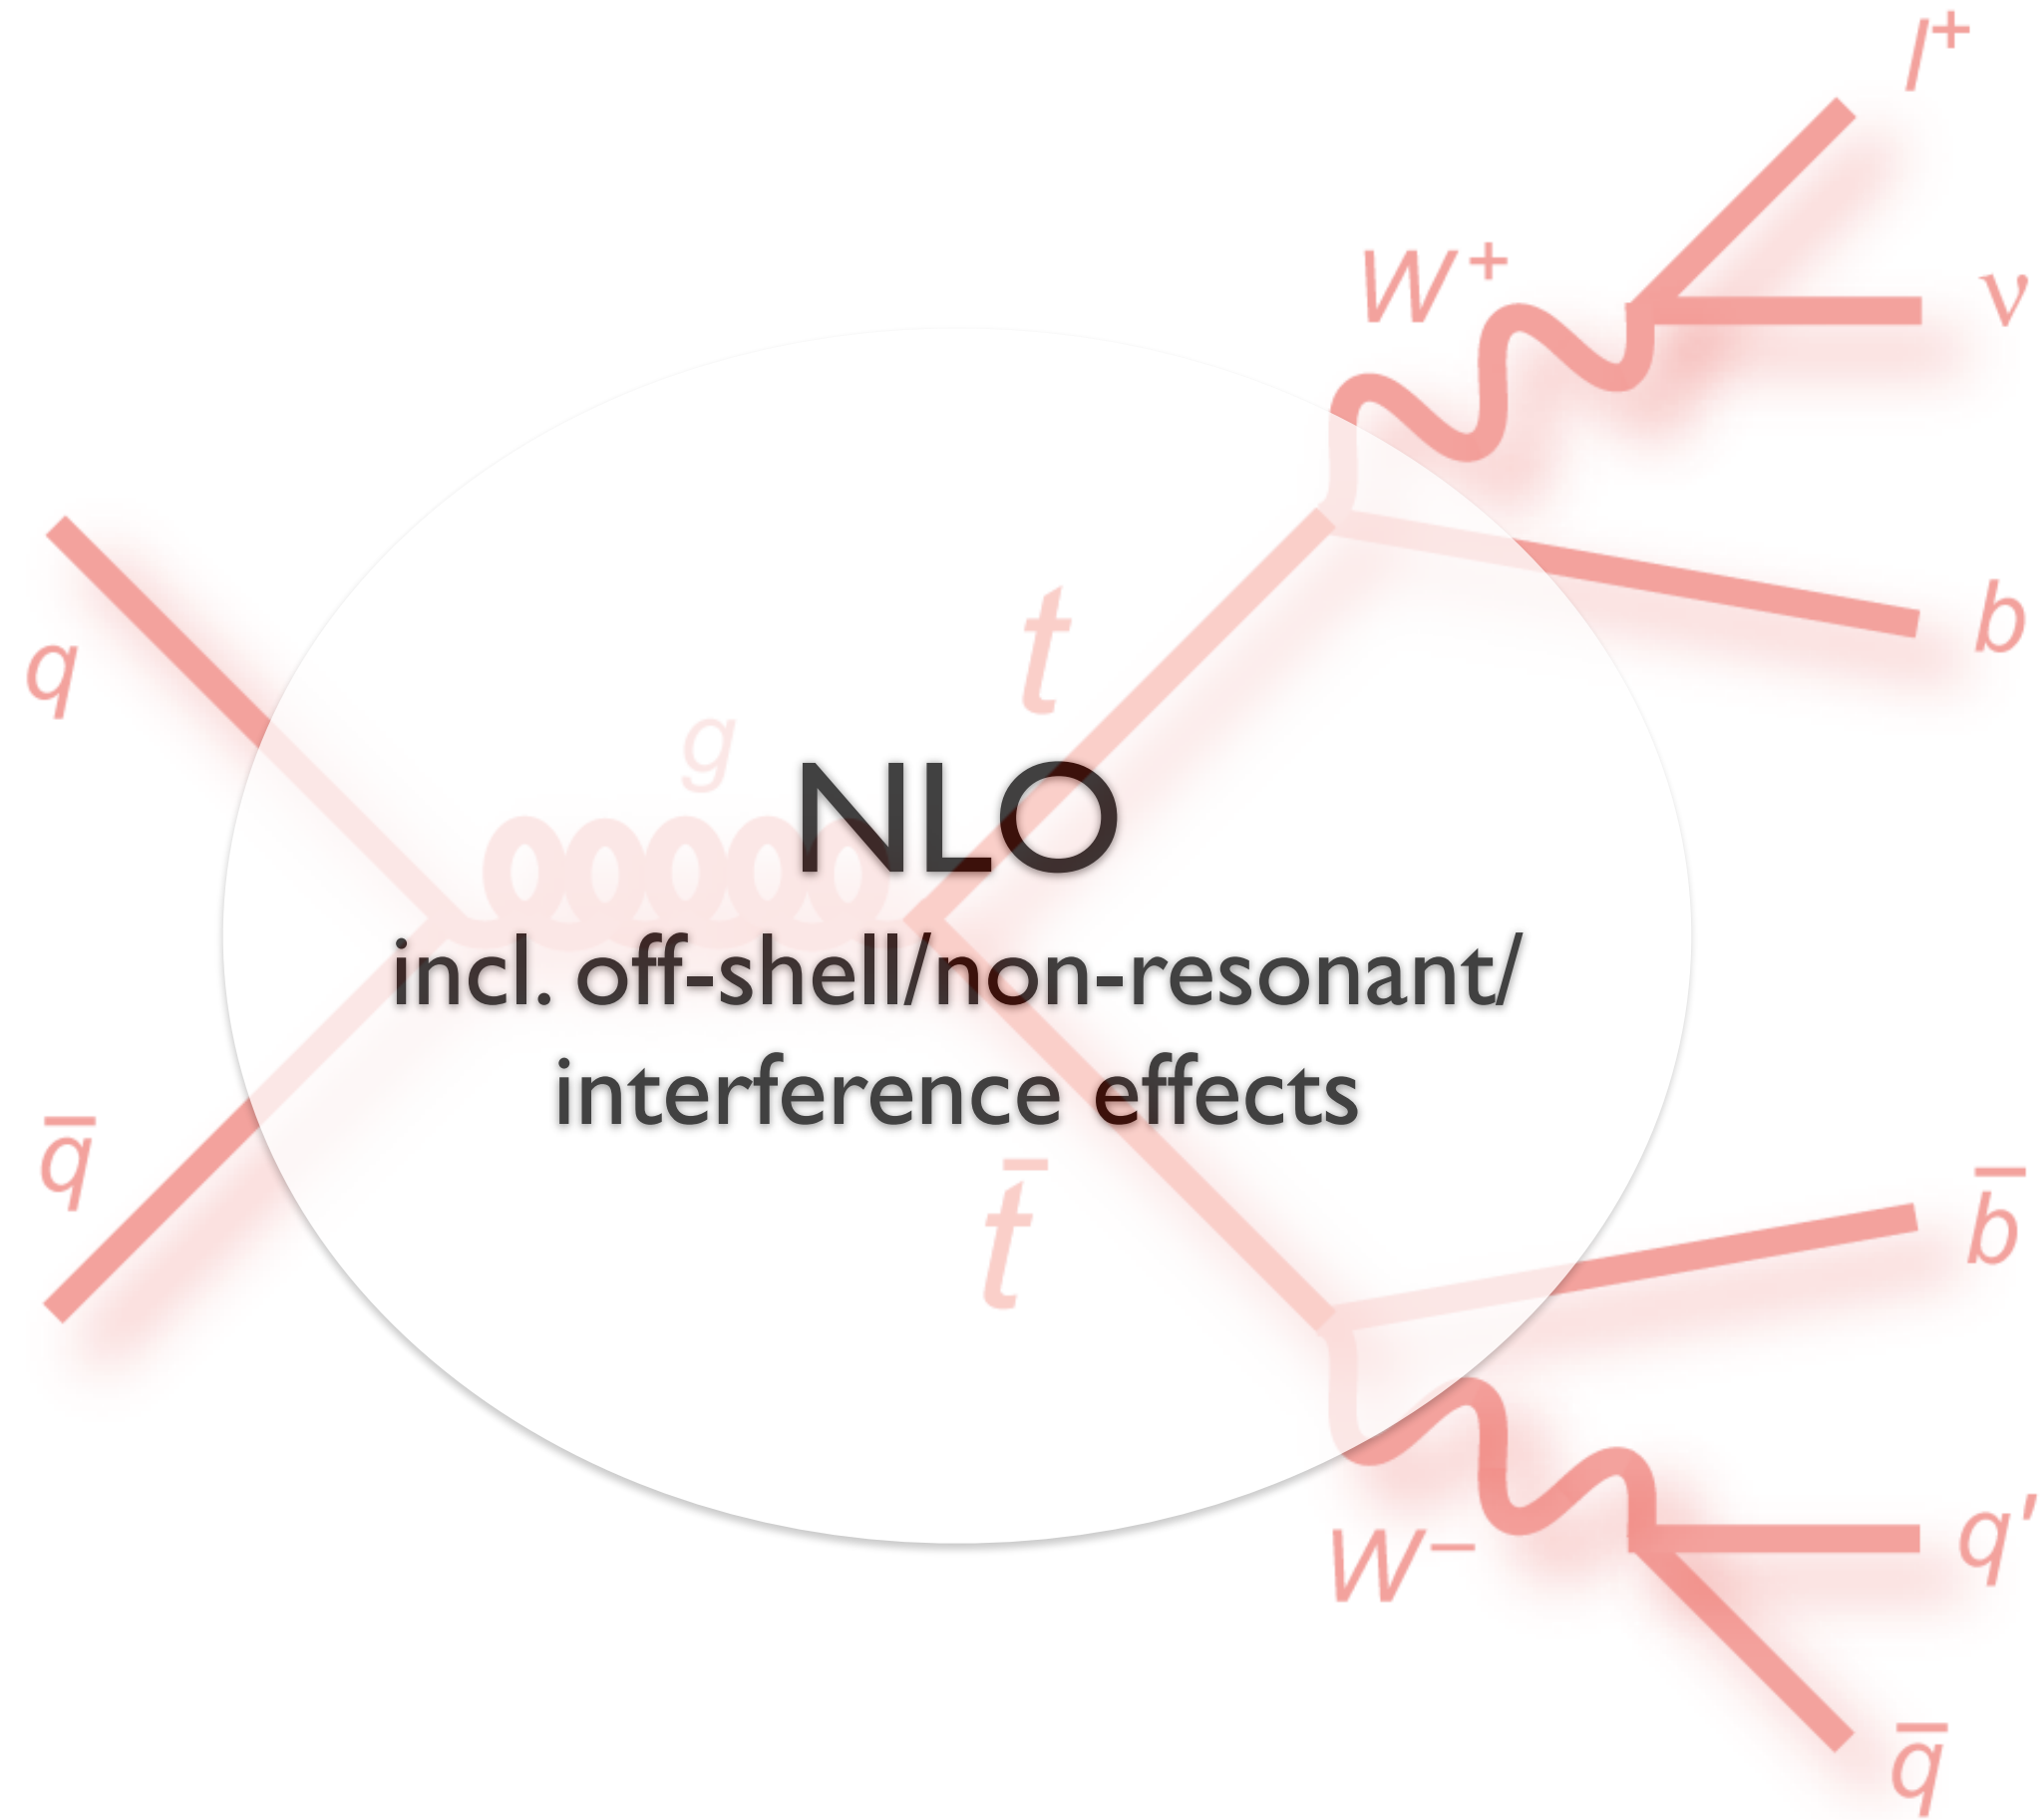 l+
W+
ν
b
q
t
g
NLO
incl. off-shell/non-resonant/
interference effects
q̅
t̅
b̅
W−
q'
q̅